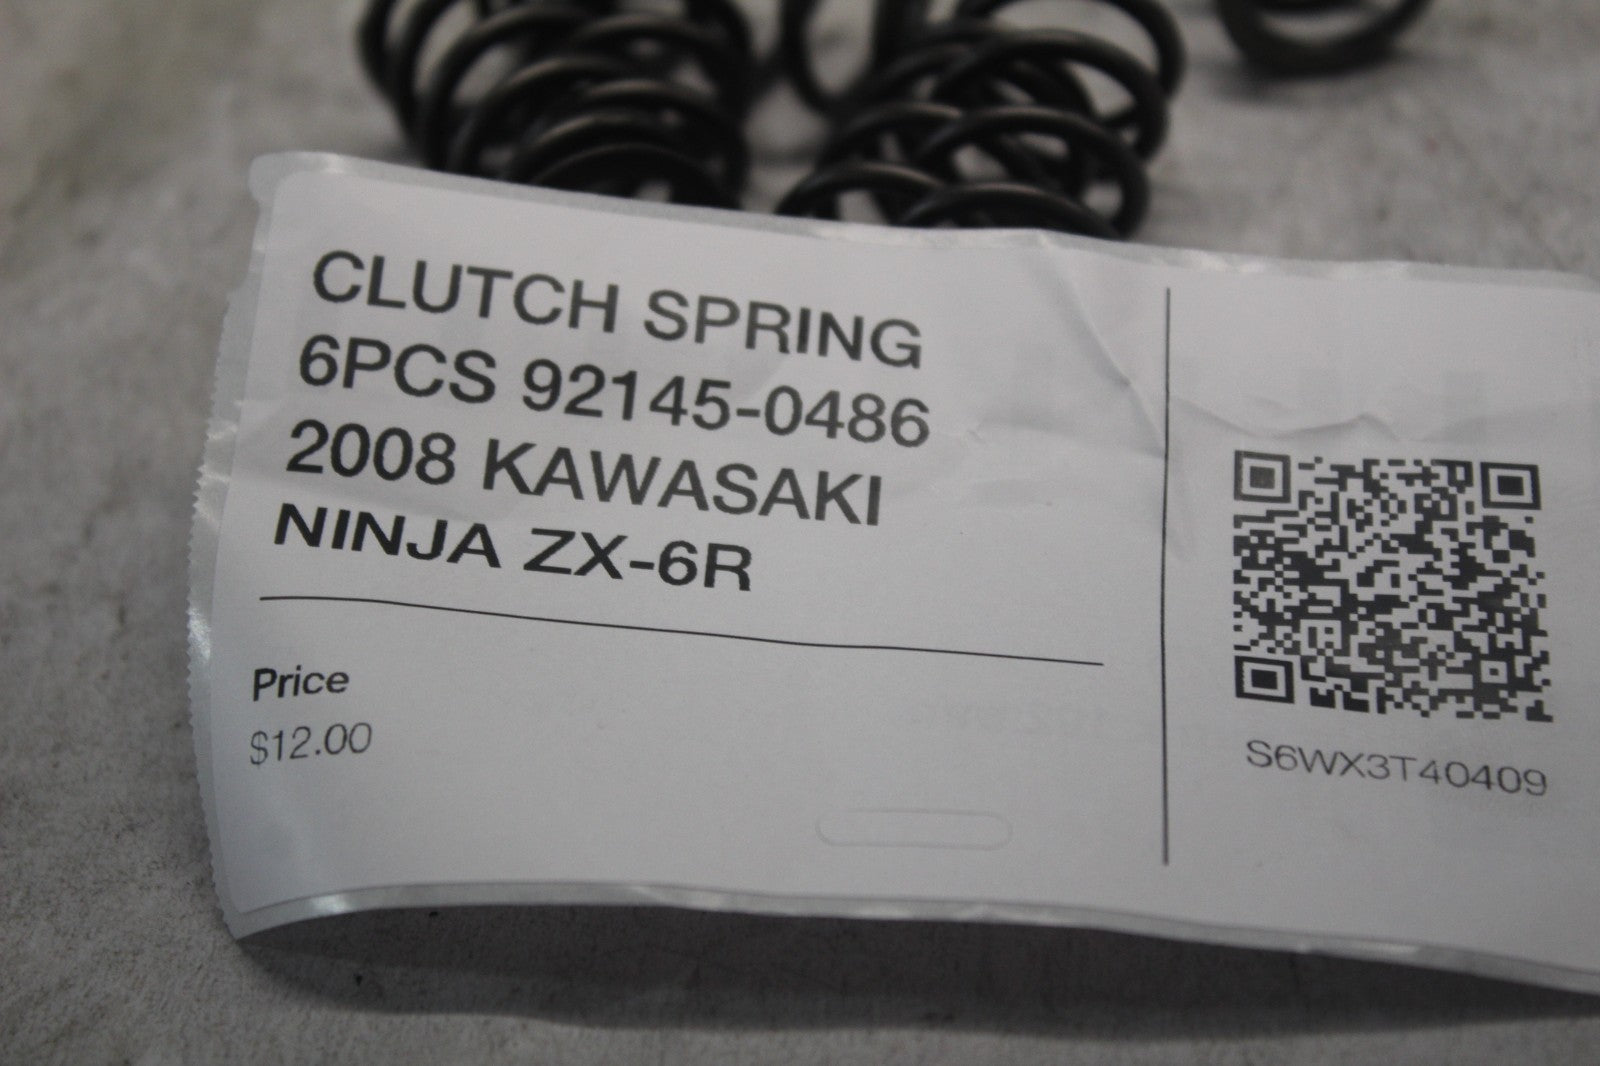 CLUTCH SPRING
6PCS 92145-0486
2008 KAWASAKI
NINJA ZX-6R
Price
$12.00
S6WX3T40409